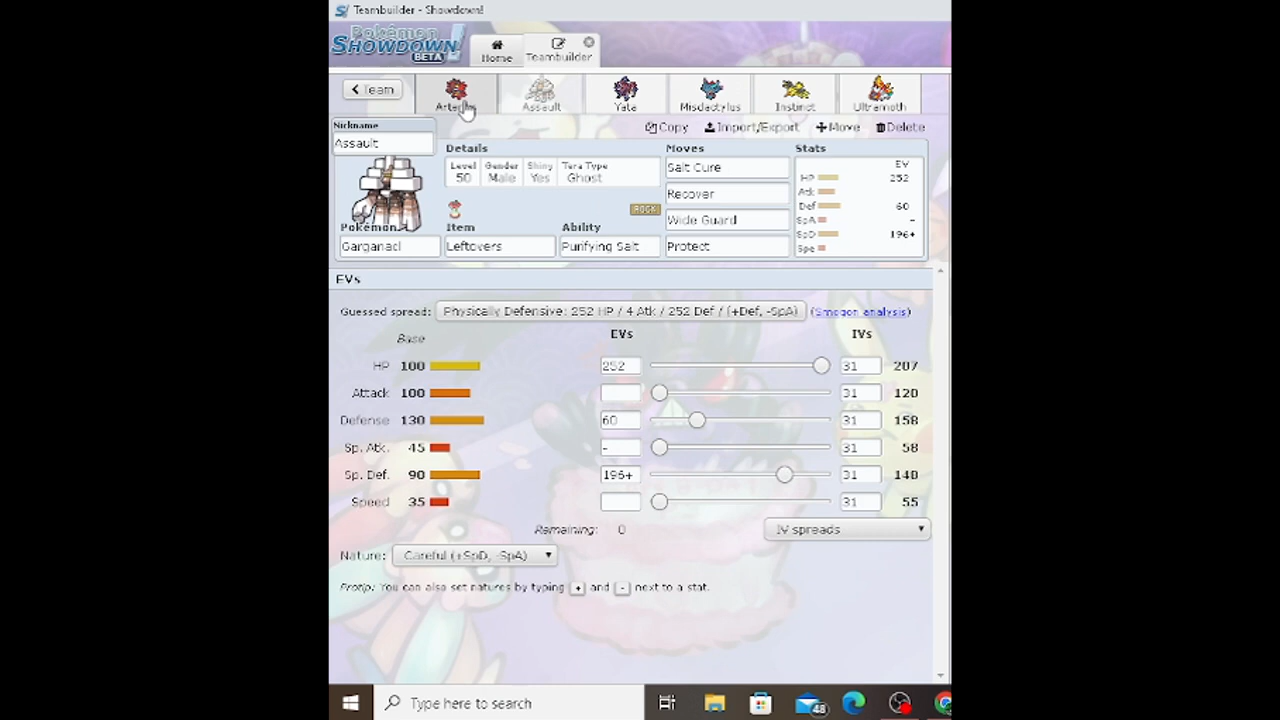 Teambuilder - Showdown!
Pokémon
SHOWDOWN!
BETA
Home
Teambuilder
< Team
Assault
Yata
Misdactylus
Instinct
Ultramoth
Copy Import/Export Move Delete
Nickname
Assault
Details
Level Gender Shiny Tera Type
50 Male Yes Ghost
ROCK
Pokémon
Garganacl
Item
Leftovers
Ability
Purifying Salt
Moves
Salt Cure
Recover
Wide Guard
Protect
Stats
EV
HP 252
Atk
Def 60
SpA -
SpD 196+
Spe
EVs
Guessed spread: Physically Defensive: 252 HP / 4 Atk / 252 Def / (+Def, -SpA) (Smogon analysis)
Base EVs IVs
HP 100 252 31 207
Attack 100 31 120
Defense 130 60 31 158
Sp. Atk. 45 - 31 58
Sp. Def. 90 196+ 31 148
Speed 35 31 55
Remaining: 0
IV spreads
Nature: Careful (+SpD, -SpA)
Protip: You can also set natures by typing + and - next to a stat.
Type here to search
48